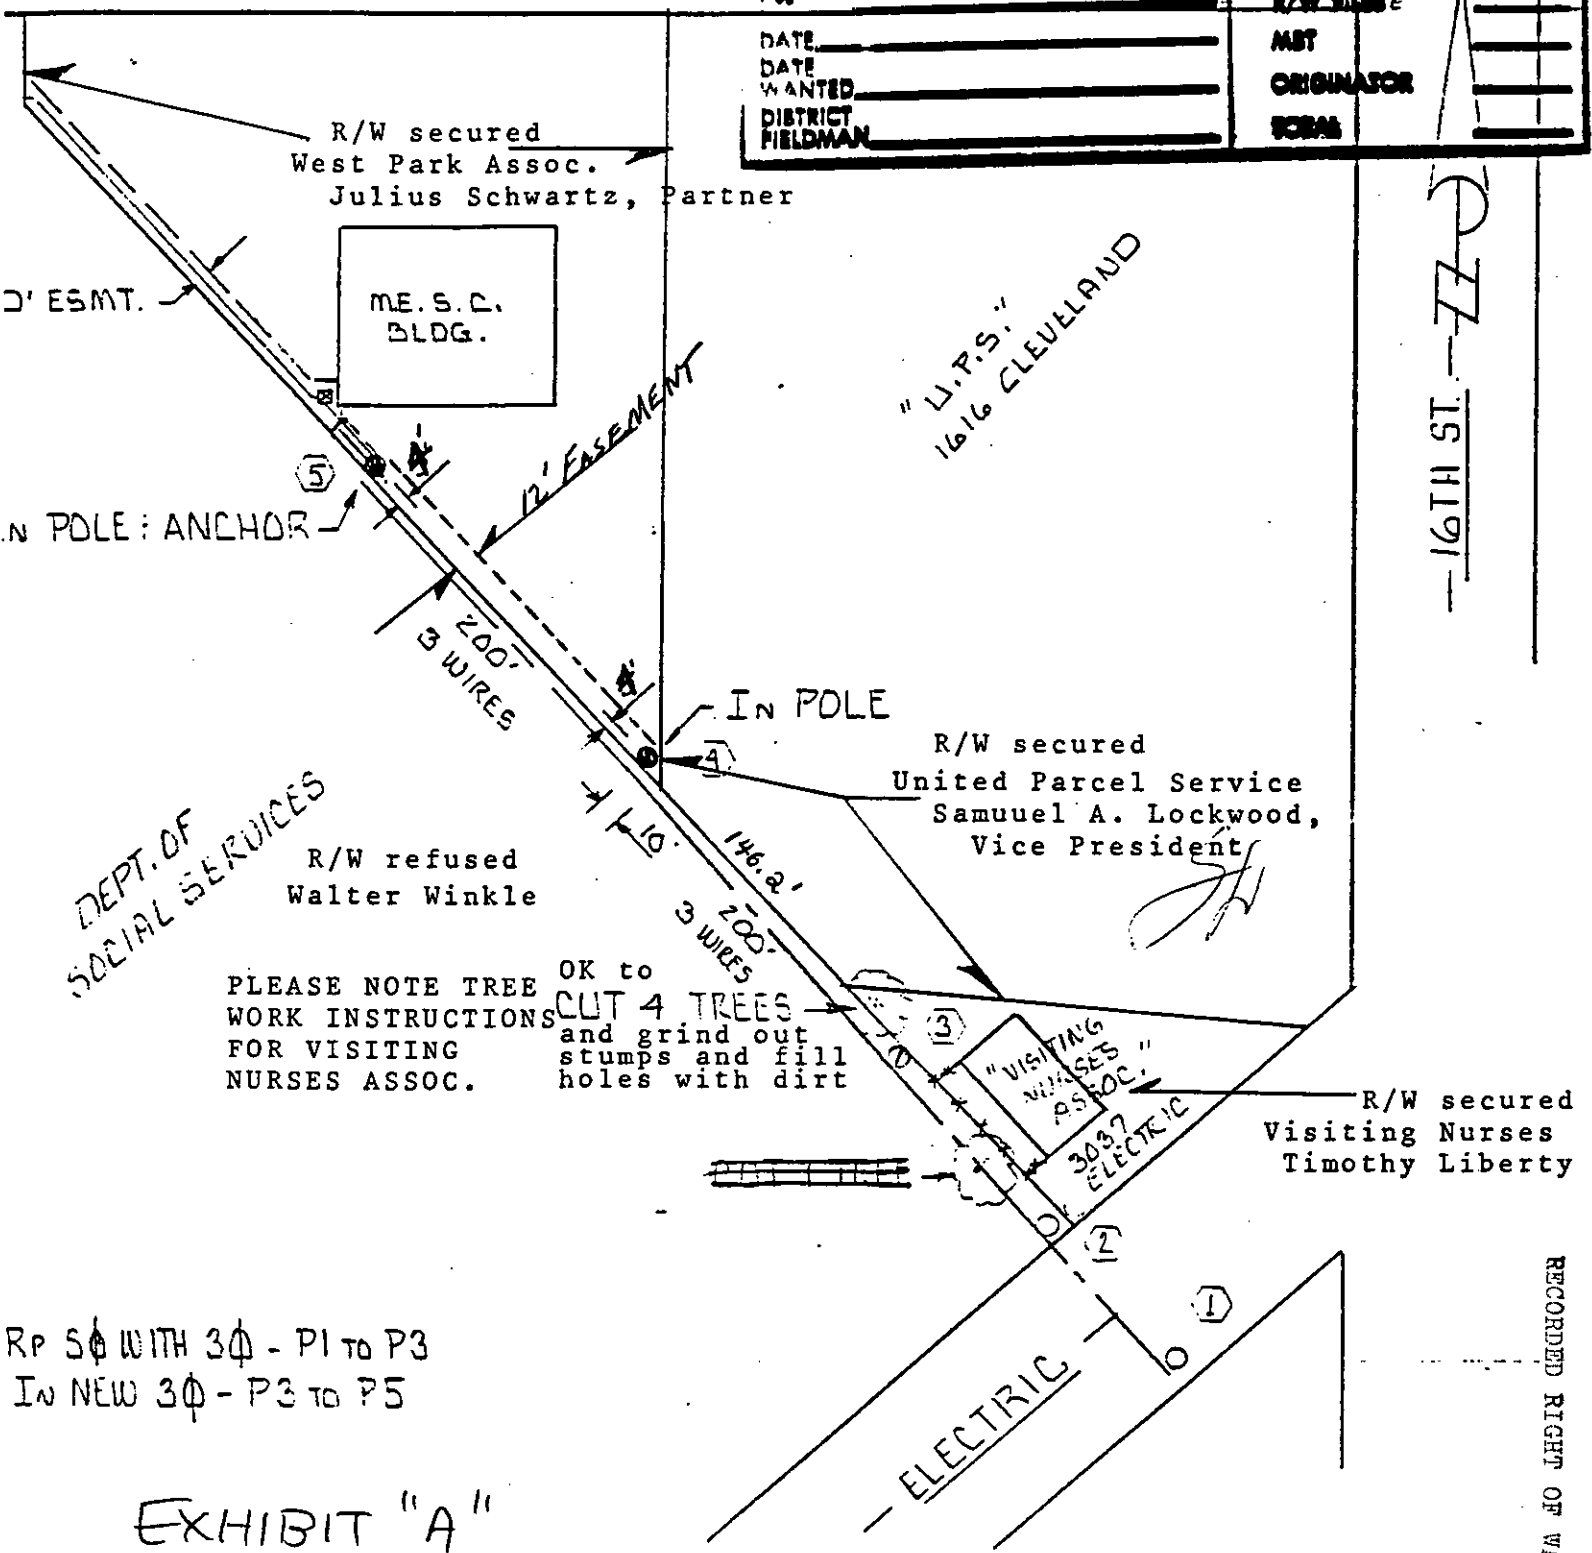 DATE
DATE
WANTED
DISTRICT
FIELDMAN
MBT
ORIGINATOR
TOTAL
R/W secured
West Park Assoc.
Julius Schwartz, Partner
' ESMT.
M.E.S.C.
BLDG.
"U.P.S."
1616 CLEVELAND
16TH ST.
12' EASEMENT
4'
5
N POLE & ANCHOR
200'
3 WIRES
4'
IN POLE
4
R/W secured
United Parcel Service
Samuuel A. Lockwood,
Vice President
10'
146.2'
200'
3 WIRES
DEPT. OF
SOCIAL SERVICES
R/W refused
Walter Winkle
PLEASE NOTE TREE
WORK INSTRUCTIONS
FOR VISITING
NURSES ASSOC.
OK to
CUT 4 TREES
and grind out
stumps and fill
holes with dirt
3
"VISITING
NURSES
ASSOC."
3037
ELECTRIC
R/W secured
Visiting Nurses
Timothy Liberty
2
1
RP SΦ WITH 3Φ - P1 TO P3
IN NEW 3Φ - P3 TO P5
ELECTRIC
EXHIBIT "A"
RECORDED RIGHT OF